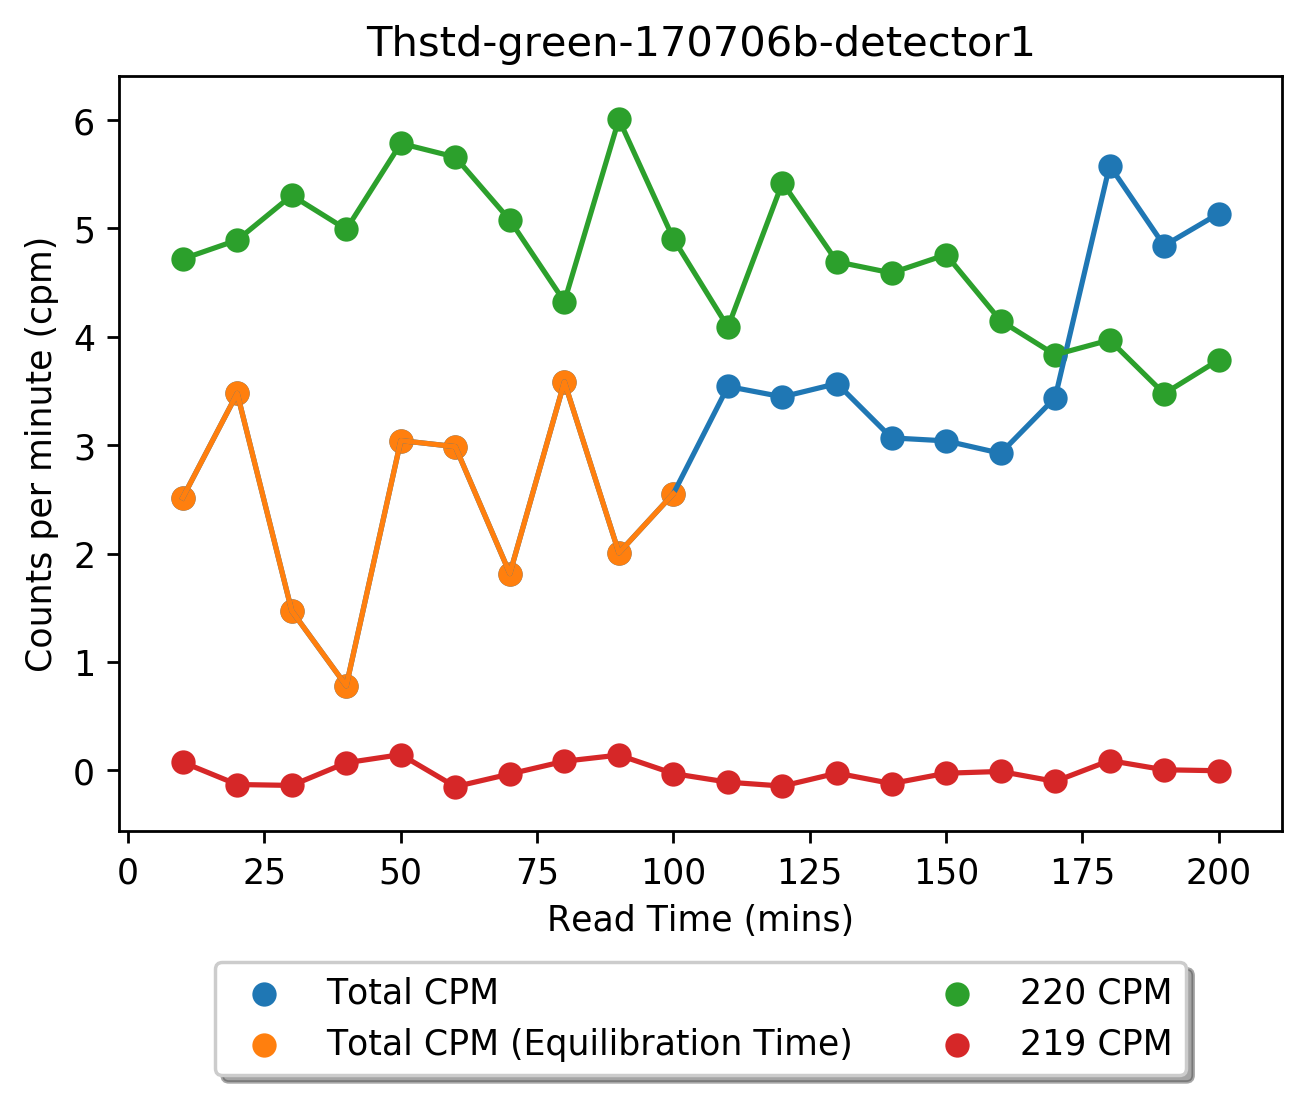 Thstd-green-170706b-detector1
6
5
4
3
2
1
0
Counts per minute (cpm)
0 25 50 75 100 125 150 175 200
Read Time (mins)
Total CPM
Total CPM (Equilibration Time)
220 CPM
219 CPM